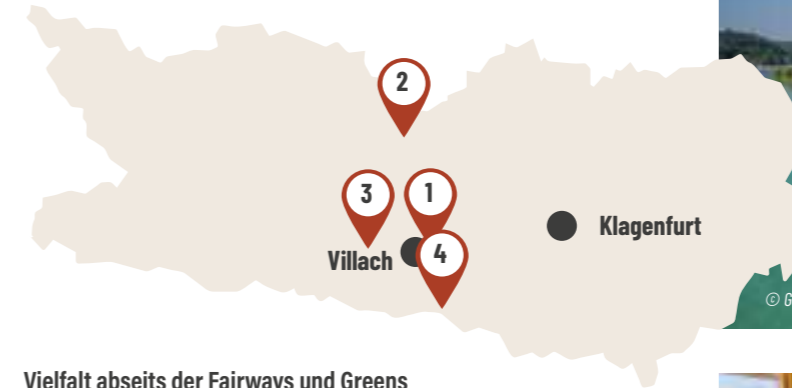 2
3
1
Klagenfurt
Villach
4
© G
Vielfalt abseits der Fairways und Greens